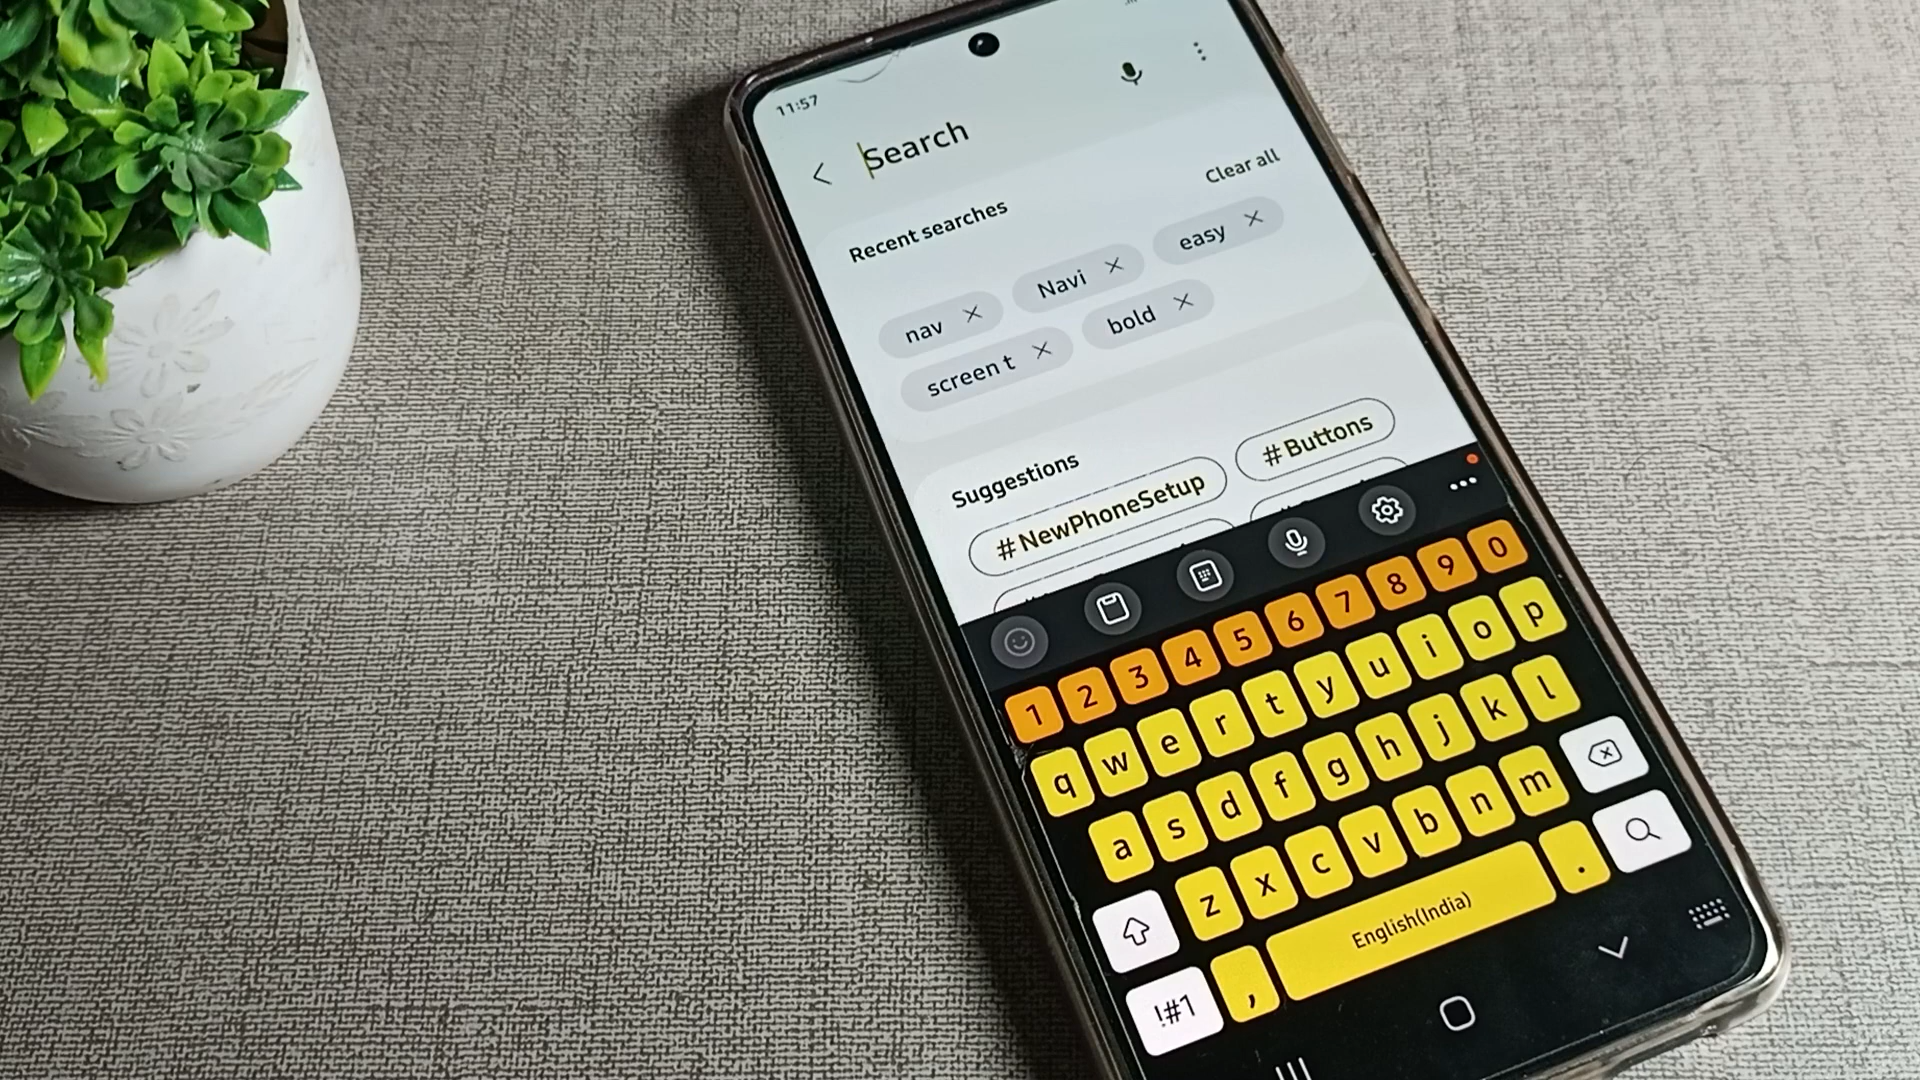 11:57
Search
Clear all
Recent searches
nav
Navi
easy
screen t
bold
Suggestions
#NewPhoneSetup
#Buttons
1 2 3 4 5 6 7 8 9 0
q w e r t y u i o p
a s d f g h j k l
z x c v b n m
!#1 , English(India) .